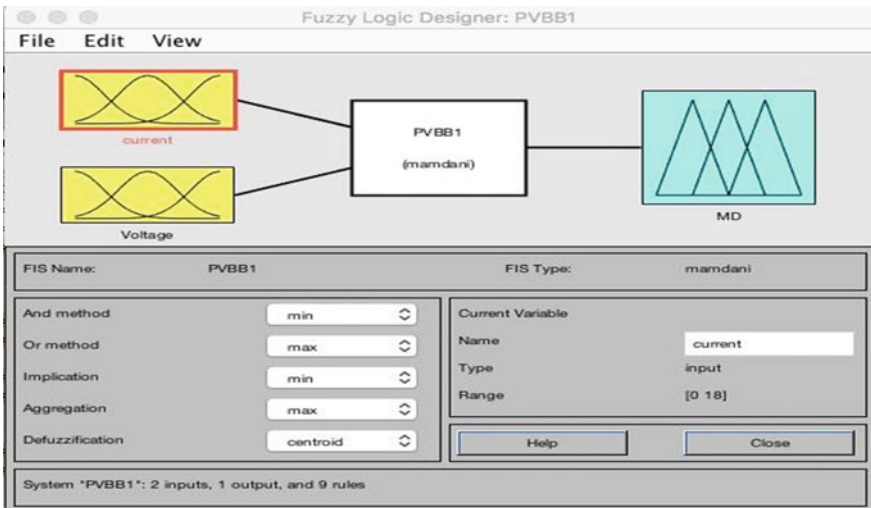 Fuzzy Logic Designer: PVBB1
File Edit View
current
Voltage
PVBB1
(mamdani)
MD
FIS Name: PVBB1 FIS Type: mamdani
And method min
Or method max
Implication min
Aggregation max
Defuzzification centroid
Current Variable
Name current
Type input
Range [0 18]
Help Close
System "PVBB1": 2 inputs, 1 output, and 9 rules